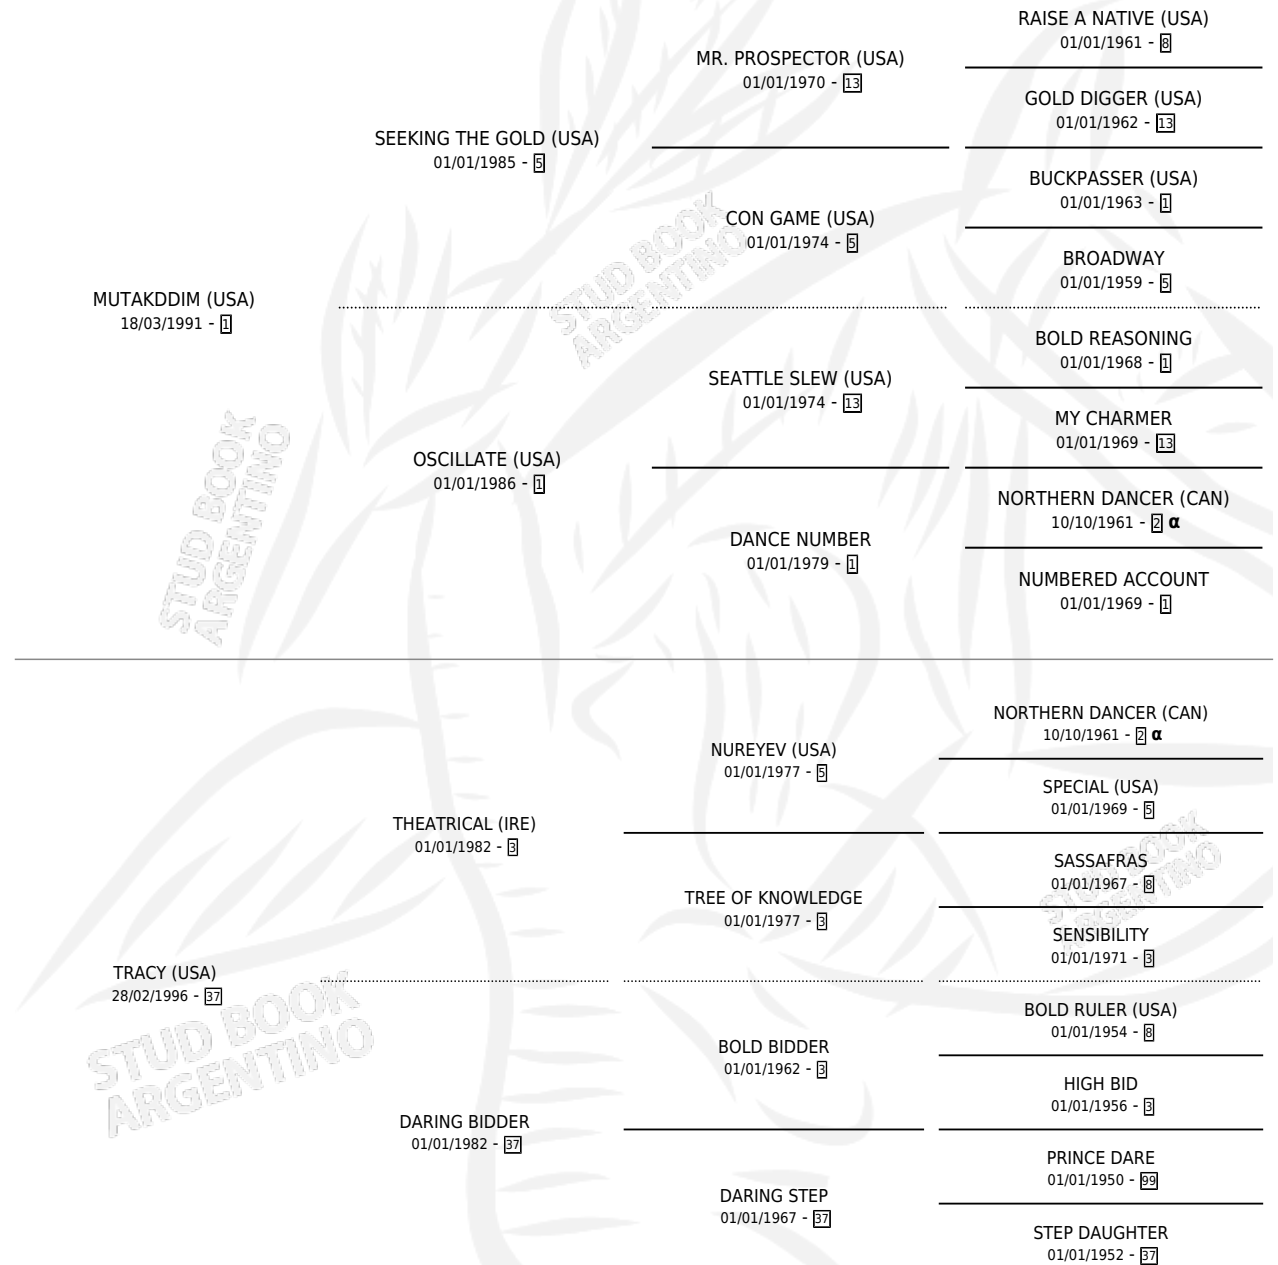 RAISE A NATIVE (USA)
01/01/1961 - 8
MR. PROSPECTOR (USA)
01/01/1970 - 13
GOLD DIGGER (USA)
01/01/1962 - 13
SEEKING THE GOLD (USA)
01/01/1985 - 5
BUCKPASSER (USA)
01/01/1963 - 1
CON GAME (USA)
01/01/1974 - 5
BROADWAY
01/01/1959 - 5
MUTAKDDIM (USA)
18/03/1991 - 1
BOLD REASONING
01/01/1968 - 1
SEATTLE SLEW (USA)
01/01/1974 - 13
MY CHARMER
01/01/1969 - 13
OSCILLATE (USA)
01/01/1986 - 1
NORTHERN DANCER (CAN)
10/10/1961 - 2 α
DANCE NUMBER
01/01/1979 - 1
NUMBERED ACCOUNT
01/01/1969 - 1
NORTHERN DANCER (CAN)
10/10/1961 - 2 α
NUREYEV (USA)
01/01/1977 - 5
SPECIAL (USA)
01/01/1969 - 5
THEATRICAL (IRE)
01/01/1982 - 3
SASSAFRAS
01/01/1967 - 8
TREE OF KNOWLEDGE
01/01/1977 - 3
SENSIBILITY
01/01/1971 - 3
TRACY (USA)
28/02/1996 - 37
BOLD RULER (USA)
01/01/1954 - 8
BOLD BIDDER
01/01/1962 - 3
HIGH BID
01/01/1956 - 3
DARING BIDDER
01/01/1982 - 37
PRINCE DARE
01/01/1950 - 99
DARING STEP
01/01/1967 - 37
STEP DAUGHTER
01/01/1952 - 37
STUD BOOK
ARGENTINO
STUD BOOK
ARGENTINO
STUD BOOK
ARGENTINO
STUD BOOK
ARGENTINO